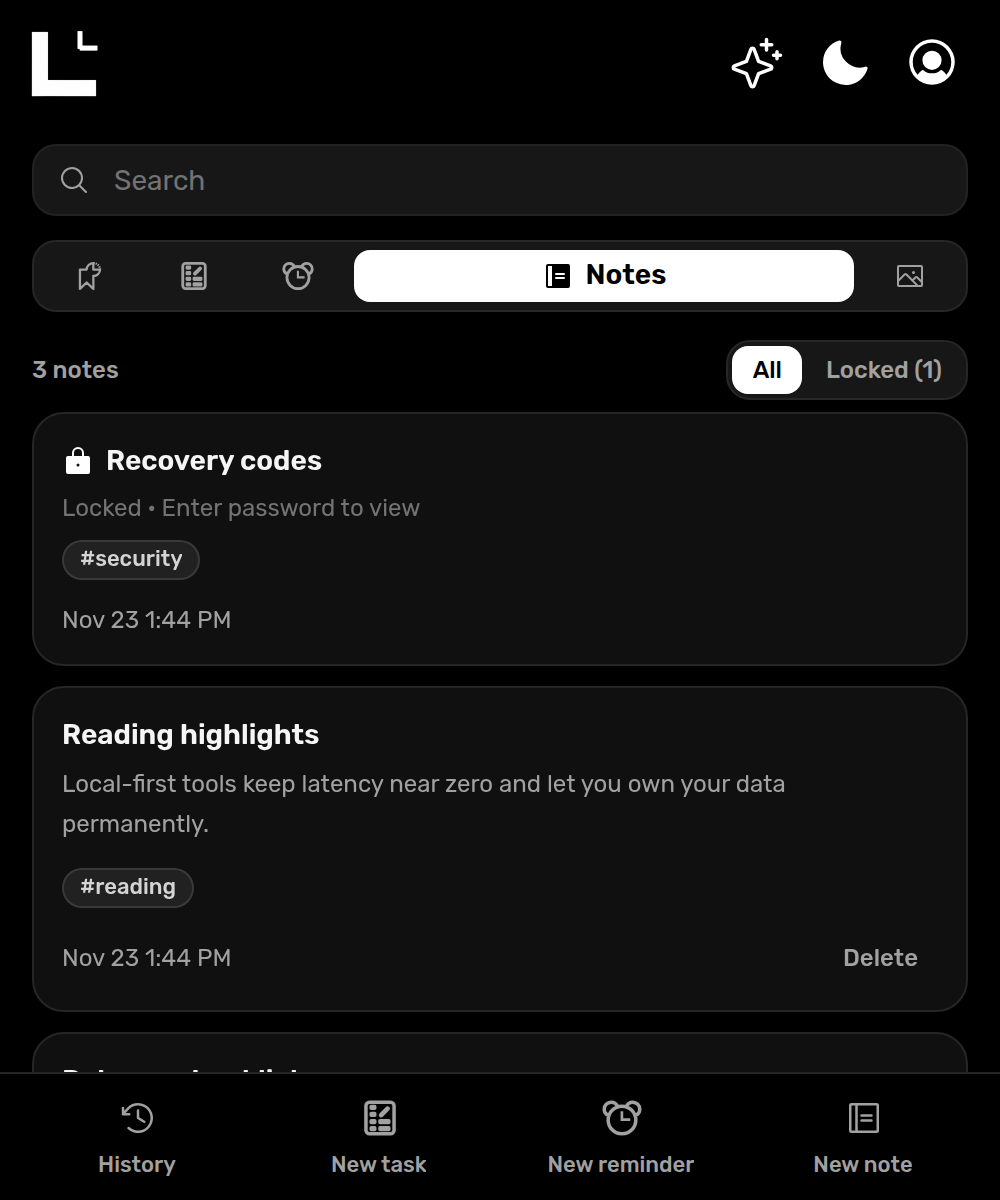 Search
Notes
3 notes
All
Locked (1)
Recovery codes
Locked • Enter password to view
#security
Nov 23 1:44 PM
Reading highlights
Local-first tools keep latency near zero and let you own your data
permanently.
#reading
Nov 23 1:44 PM
Delete
History
New task
New reminder
New note